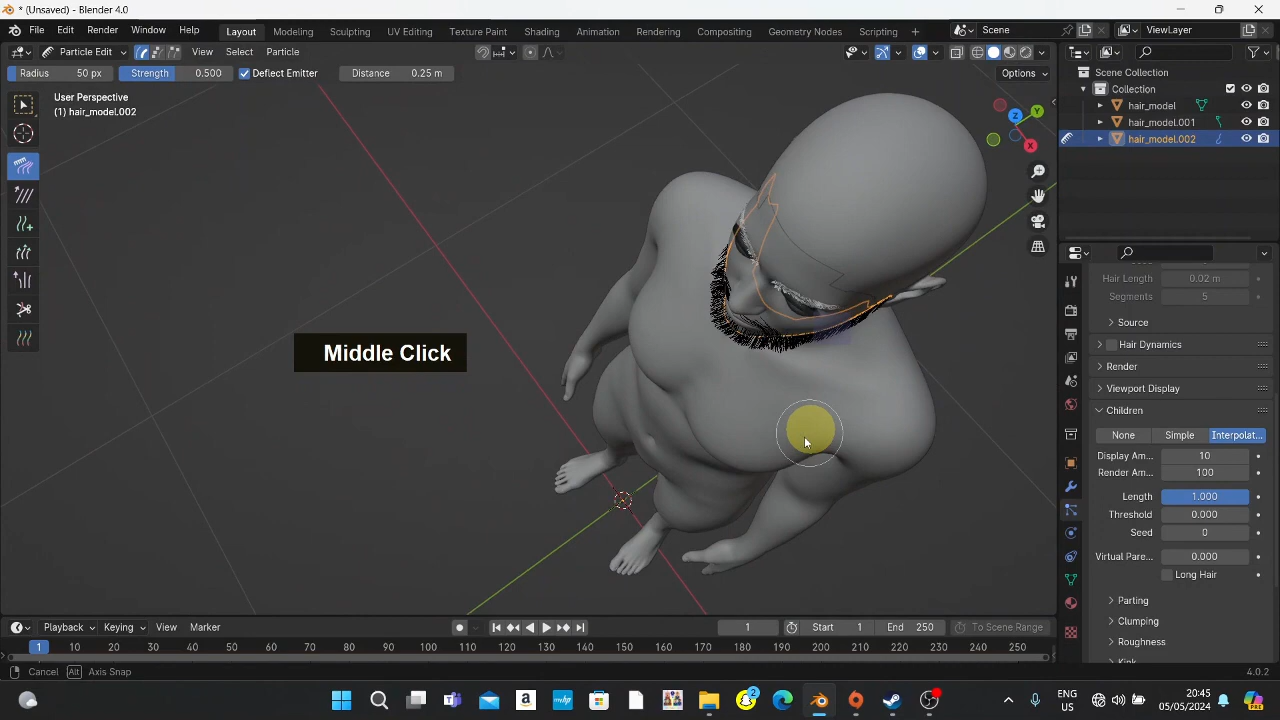 * (Unsaved) - Blender 4.0
File Edit Render Window Help Layout Modeling Sculpting UV Editing Texture Paint Shading Animation Rendering Compositing Geometry Nodes Scripting + Scene ViewLayer
Particle Edit View Select Particle
Radius 50 px Strength 0.500 Deflect Emitter Distance 0.25 m Options
User Perspective
(1) hair_model.002
Scene Collection
Collection
hair_model
hair_model.001
hair_model.002
Z Y X
Middle Click
Hair Length 0.02 m
Segments 5
Source
Hair Dynamics
Render
Viewport Display
Children
None Simple Interpolat...
Display Am... 10
Render Am... 100
Length 1.000
Threshold 0.000
Seed 0
Virtual Pare... 0.000
Long Hair
Parting
Clumping
Roughness
Kink
Playback Keying View Marker 1 Start 1 End 250 To Scene Range
1 10 20 30 40 50 60 70 80 90 100 110 120 130 140 150 160 170 180 190 200 210 220 230 240 250
Cancel Alt Axis Snap 4.0.2
ENG
US
20:45
05/05/2024